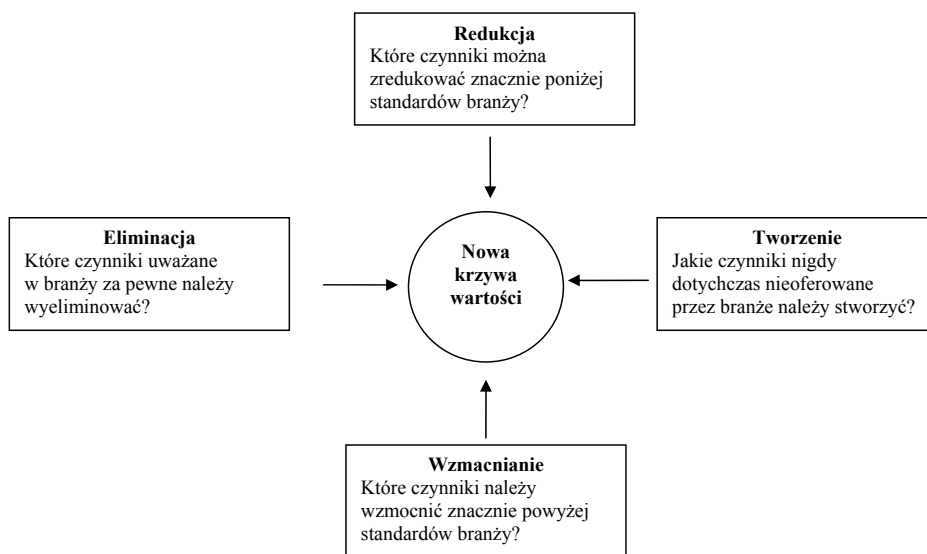 Redukcja
Które czynniki można
zredukować znacznie poniżej
standardów branży?
Eliminacja
Które czynniki uważane
w branży za pewne należy
wyeliminować?
Nowa
krzywa
wartości
Tworzenie
Jakie czynniki nigdy
dotychczas nieoferowane
przez branże należy stworzyć?
Wzmacnianie
Które czynniki należy
wzmocnić znacznie powyżej
standardów branży?